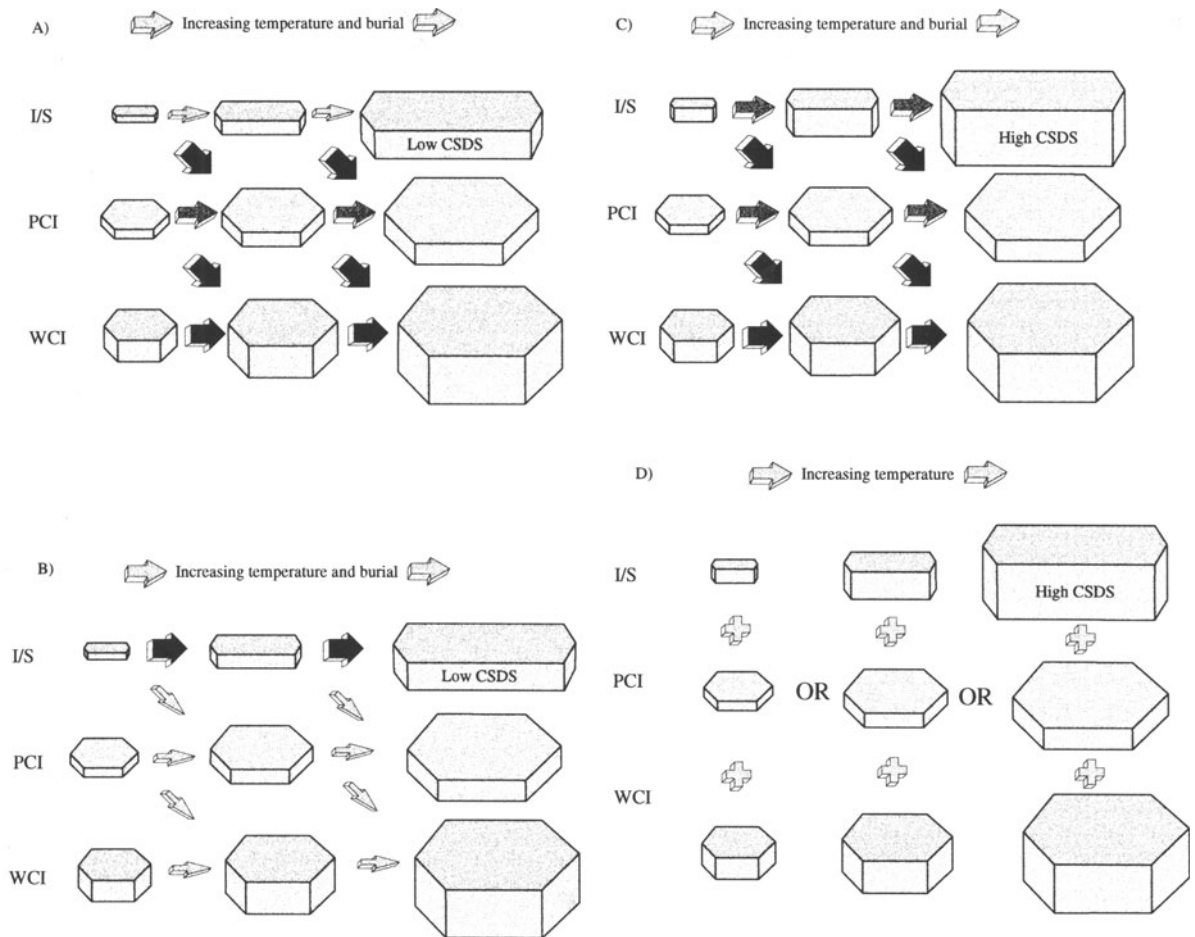 A)
Increasing temperature and burial
I/S
Low CSDS
PCI
WCI
B)
Increasing temperature and burial
I/S
Low CSDS
PCI
WCI
C)
Increasing temperature and burial
I/S
High CSDS
PCI
WCI
D)
Increasing temperature
I/S
High CSDS
PCI
OR
OR
WCI